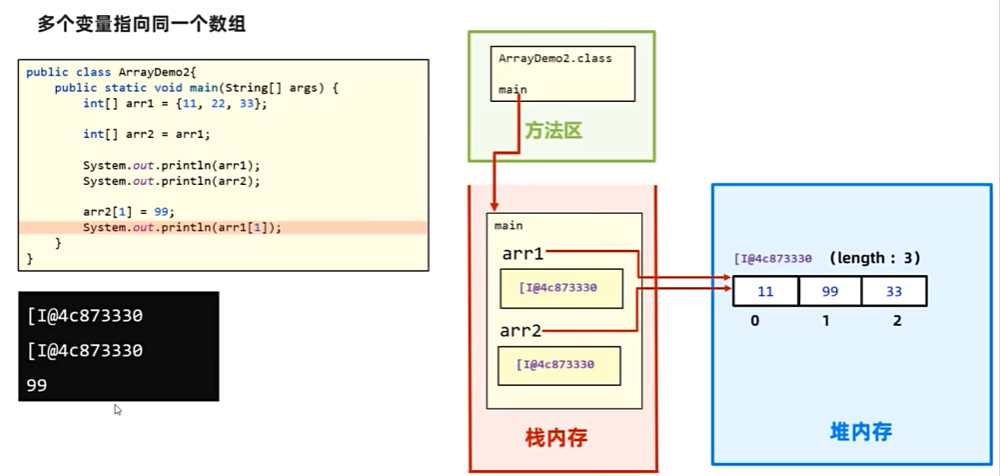 多个变量指向同一个数组
public class ArrayDemo2{
public static void main(String[] args) {
int[] arr1 = {11, 22, 33};
int[] arr2 = arr1;
System.out.println(arr1);
System.out.println(arr2);
arr2[1] = 99;
System.out.println(arr1[1]);
}
}
[I@4c873330
[I@4c873330
99
ArrayDemo2.class
main
方法区
main
arr1
[I@4c873330
arr2
[I@4c873330
栈内存
[I@4c873330 (length：3)
11 99 33
0 1 2
堆内存